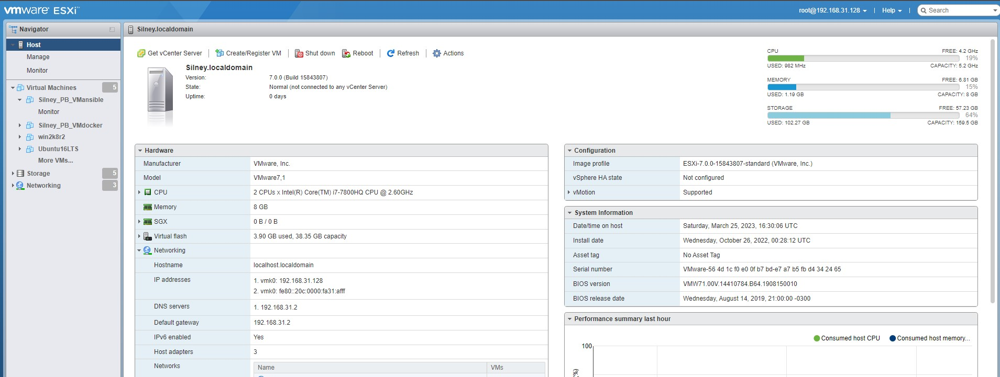 vmware ESXi™
root@192.168.31.128 | Help | Search
Navigator
Host
Manage
Monitor
Virtual Machines 5
Silney_PB_VMansible
Monitor
Silney_PB_VMdocker
win2k8r2
Ubuntu16LTS
More VMs...
Storage 5
Networking 3
Silney.localdomain
Get vCenter Server | Create/Register VM | Shut down Reboot | Refresh | Actions
Silney.localdomain
Version: 7.0.0 (Build 15843807)
State: Normal (not connected to any vCenter Server)
Uptime: 0 days
CPU FREE: 4.2 GHz
19%
USED: 982 MHz CAPACITY: 5.2 GHz
MEMORY FREE: 6.81 GB
15%
USED: 1.19 GB CAPACITY: 8 GB
STORAGE FREE: 57.23 GB
64%
USED: 102.27 GB CAPACITY: 159.5 GB
Hardware
Manufacturer VMware, Inc.
Model VMware7,1
CPU 2 CPUs x Intel(R) Core(TM) i7-7800HQ CPU @ 2.60GHz
Memory 8 GB
SGX 0 B / 0 B
Virtual flash 3.90 GB used, 38.35 GB capacity
Networking
Hostname localhost.localdomain
IP addresses 1. vmk0: 192.168.31.128
2. vmk0: fe80::20c:0000:fa31:afff
DNS servers 1. 192.168.31.2
Default gateway 192.168.31.2
IPv6 enabled Yes
Host adapters 3
Networks Name VMs
Configuration
Image profile ESXi-7.0.0-15843807-standard (VMware, Inc.)
vSphere HA state Not configured
vMotion Supported
System Information
Date/time on host Saturday, March 25, 2023, 16:30:06 UTC
Install date Wednesday, October 26, 2022, 00:28:12 UTC
Asset tag No Asset Tag
Serial number VMware-56 4d 1c f0 e0 0f b7 bd-e7 a7 b5 fb d4 34 24 65
BIOS version VMW71.00V.14410784.B64.1908150010
BIOS release date Wednesday, August 14, 2019, 21:00:00 -0300
Performance summary last hour
Consumed host CPU Consumed host memory...
100